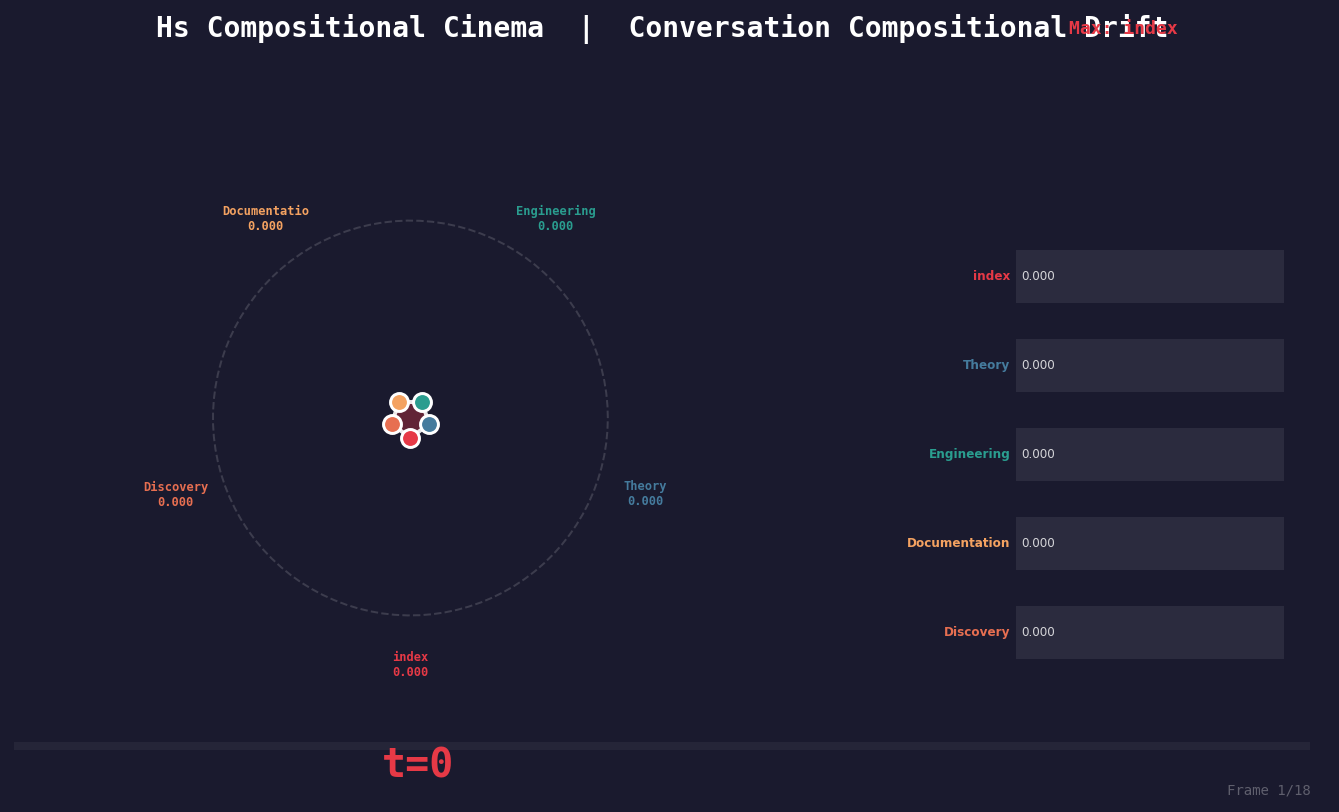 Hs Compositional Cinema | Conversation Compositional Drift
Max: index
Documentatio
0.000
Engineering
0.000
Discovery
0.000
Theory
0.000
index
0.000
index 0.000
Theory 0.000
Engineering 0.000
Documentation 0.000
Discovery 0.000
t=0
Frame 1/18